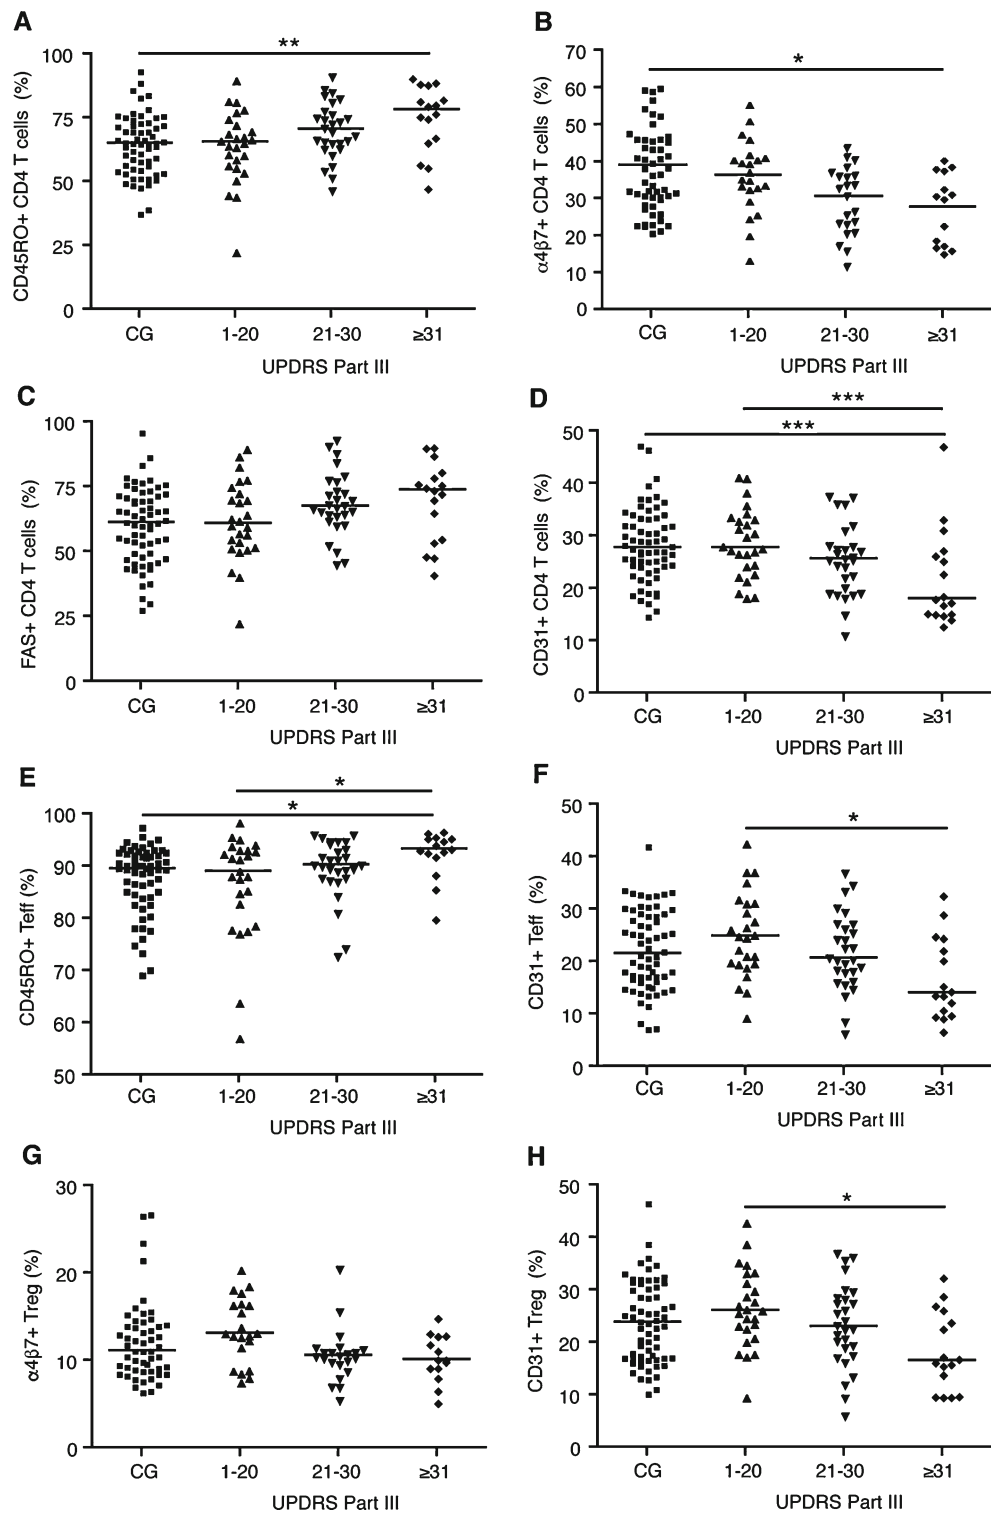 A
**
CD45RO+ CD4 T cells (%)
100
75
50
25
0
CG 1-20 21-30 ≥31
UPDRS Part III
B
*
α4β7+ CD4 T cells (%)
70
60
50
40
30
20
10
0
CG 1-20 21-30 ≥31
UPDRS Part III
C
FAS+ CD4 T cells (%)
100
75
50
25
0
CG 1-20 21-30 ≥31
UPDRS Part III
D
***
***
CD31+ CD4 T cells (%)
50
40
30
20
10
0
CG 1-20 21-30 ≥31
UPDRS Part III
E
*
*
CD45RO+ Teff (%)
100
90
80
70
60
50
CG 1-20 21-30 ≥31
UPDRS Part III
F
*
CD31+ Teff (%)
50
40
30
20
10
0
CG 1-20 21-30 ≥31
UPDRS Part III
G
α4β7+ Treg (%)
30
20
10
0
CG 1-20 21-30 ≥31
UPDRS Part III
H
*
CD31+ Treg (%)
50
40
30
20
10
0
CG 1-20 21-30 ≥31
UPDRS Part III